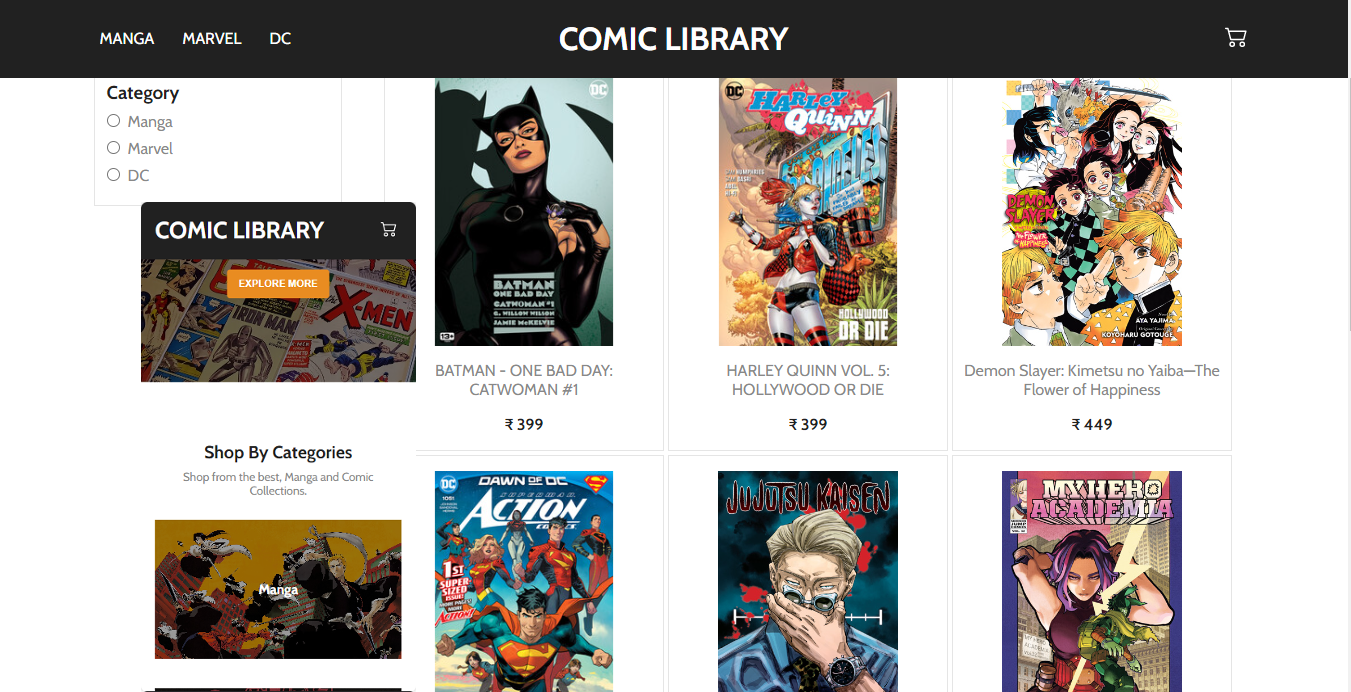 MANGA MARVEL DC COMIC LIBRARY
Category
Manga
Marvel
DC
COMIC LIBRARY
EXPLORE MORE
IRON MAN
X-MEN
Shop By Categories
Shop from the best, Manga and Comic
Collections.
Manga
DC
BATMAN
ONE BAD DAY
CATWOMAN #1
G. WILLOW WILSON
JAMIE McKELVIE
BATMAN - ONE BAD DAY:
CATWOMAN #1
₹ 399
DC
HARLEY
QUINN
HOLLYWOOD
OR DIE
HARLEY QUINN VOL. 5:
HOLLYWOOD OR DIE
₹ 399
DEMON
SLAYER
THE FLOWER
OF HAPPINESS
AYA YAJIMA
KOYOHARU GOTOUGE
Demon Slayer: Kimetsu no Yaiba—The
Flower of Happiness
₹ 449
DC
DAWN OF DC
1051
SUPERMAN
ACTION
COMICS
1ST
SUPER-
SIZED
ISSUE!
MORE PAGES!
MORE
ACTION!
JUJUTSU KAISEN
MY HERO
ACADEMIA